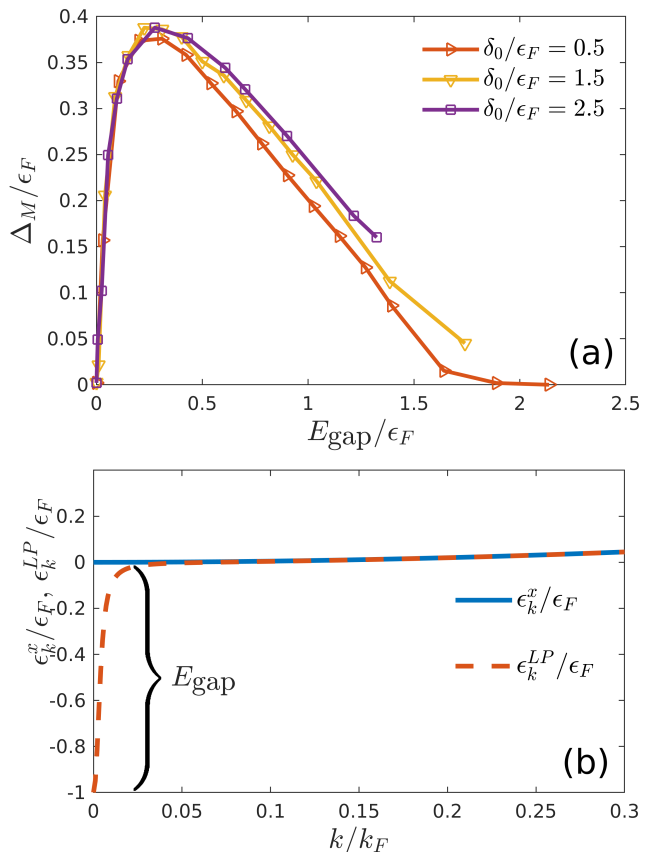 0.4
0.35
0.3
0.25
0.2
0.15
0.1
0.05
0
Δ_M/ϵ_F
δ_0/ϵ_F = 0.5
δ_0/ϵ_F = 1.5
δ_0/ϵ_F = 2.5
(a)
0 0.5 1 1.5 2 2.5
E_gap/ϵ_F
0.2
0
-0.2
-0.4
-0.6
-0.8
-1
ϵ_k^x/ϵ_F, ϵ_k^{LP}/ϵ_F
E_gap
ϵ_k^x/ϵ_F
ϵ_k^{LP}/ϵ_F
(b)
0 0.05 0.1 0.15 0.2 0.25 0.3
k/k_F